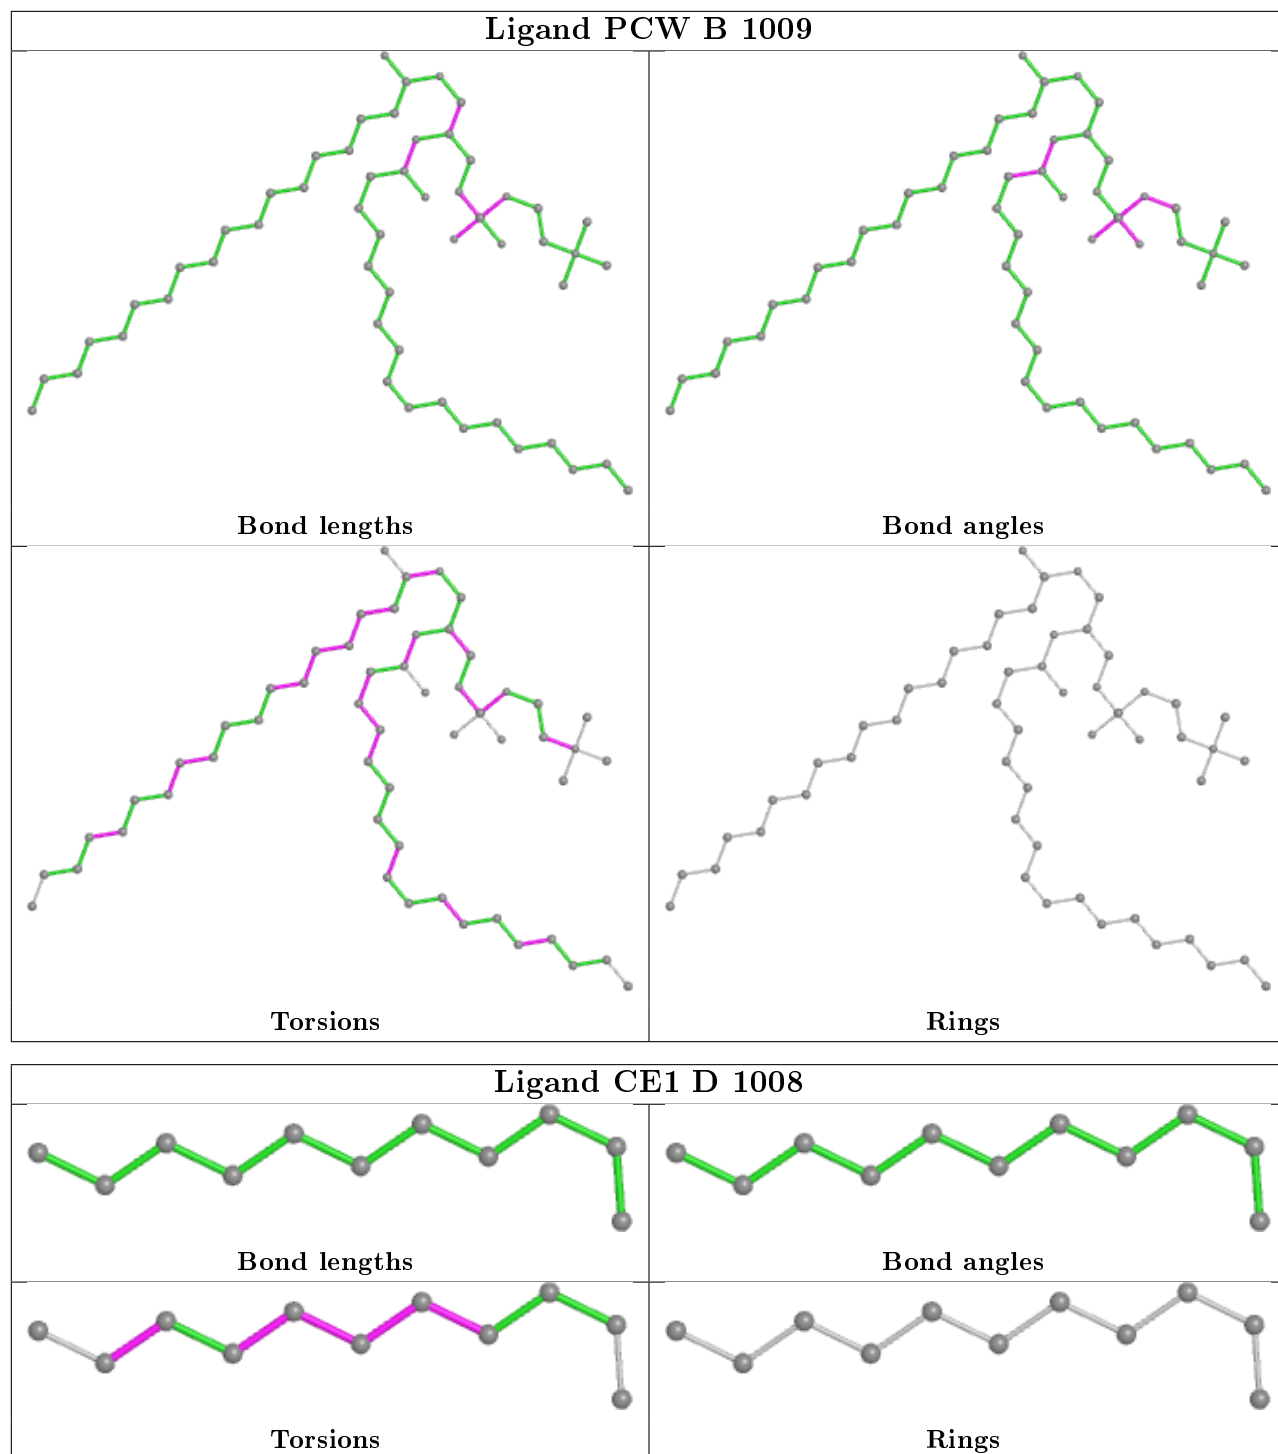 Ligand PCW B 1009
Bond lengths
Bond angles
Torsions
Rings
Ligand CE1 D 1008
Bond lengths
Bond angles
Torsions
Rings